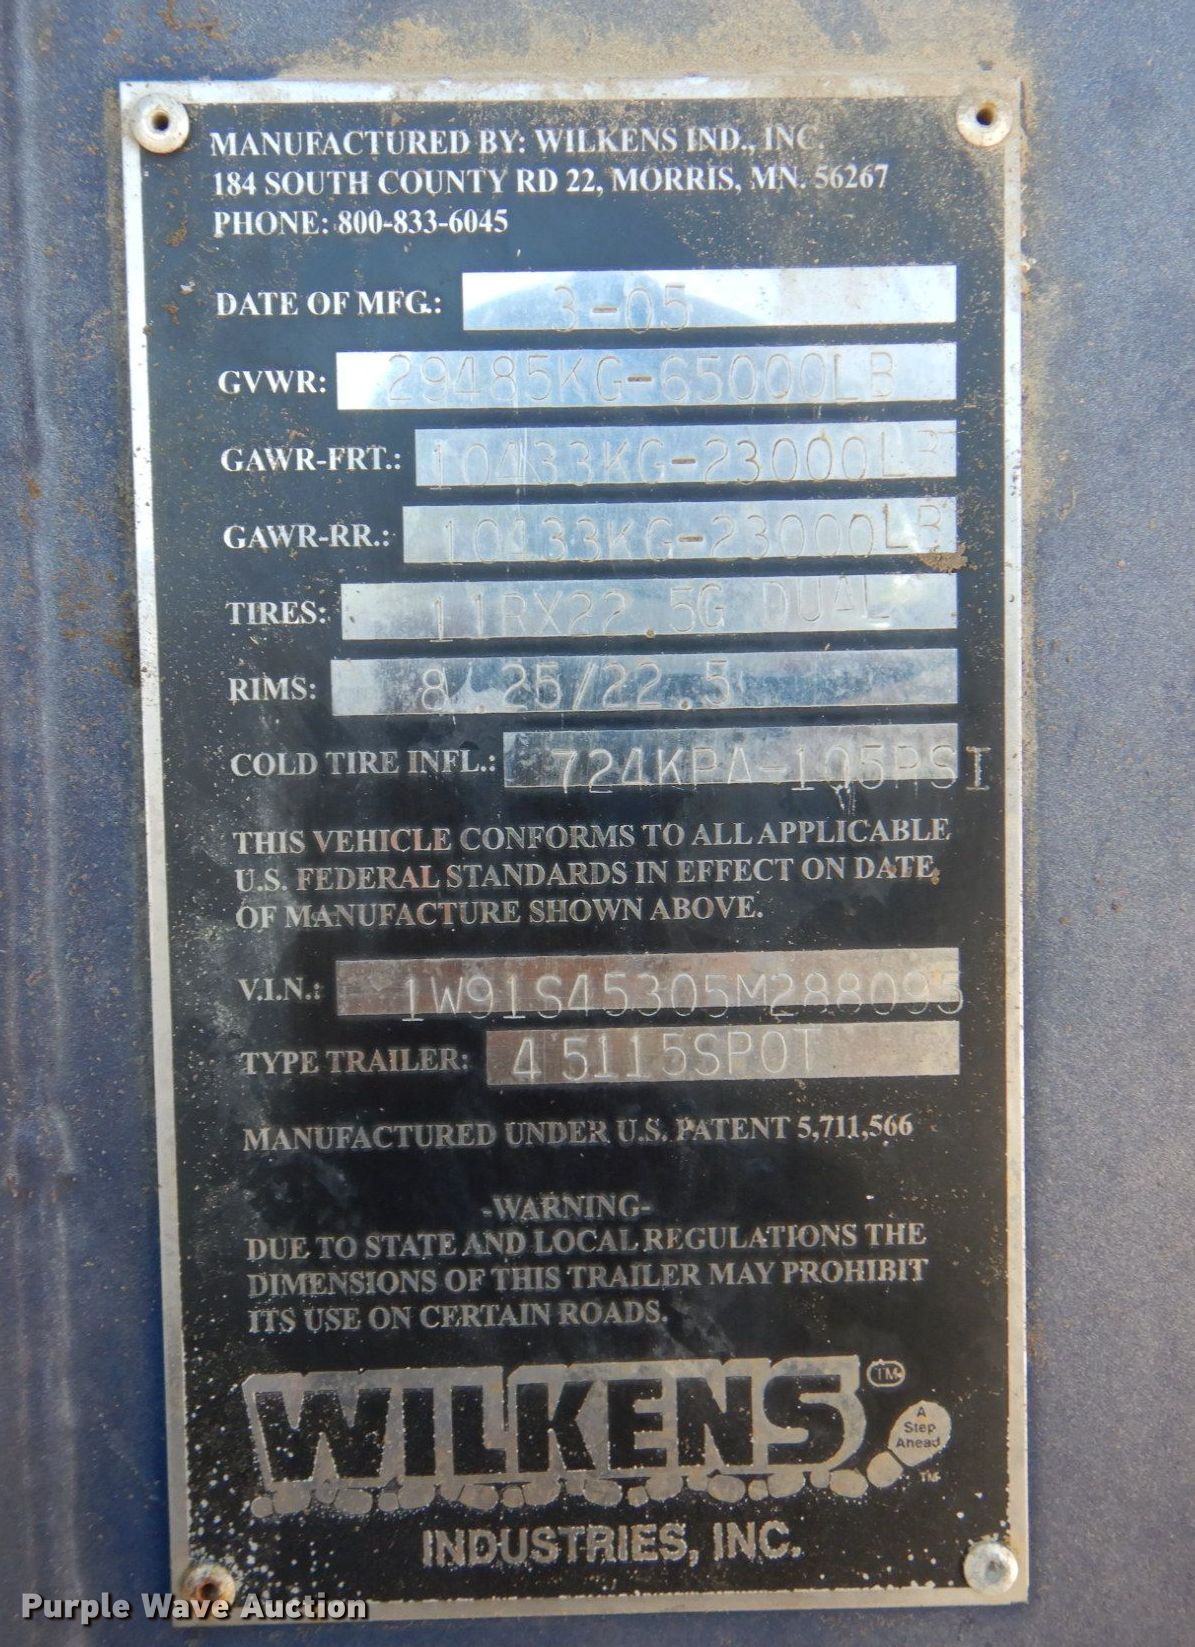 MANUFACTURED BY: WILKENS IND., INC.
184 SOUTH COUNTY RD 22, MORRIS, MN. 56267
PHONE: 800-833-6045
DATE OF MFG.: 3-05
GVWR: 29485KG-65000LB
GAWR-FRT.: 10433KG-23000LB
GAWR-RR.: 10433KG-23000LB
TIRES: 11RX22.5G DUAL
RIMS: 8.25/22.5
COLD TIRE INFL.: 724KPA-105PSI
THIS VEHICLE CONFORMS TO ALL APPLICABLE
U.S. FEDERAL STANDARDS IN EFFECT ON DATE
OF MANUFACTURE SHOWN ABOVE.
V.I.N.: 1W91S45305M288095
TYPE TRAILER: 45115SPOT
MANUFACTURED UNDER U.S. PATENT 5,711,566
-WARNING-
DUE TO STATE AND LOCAL REGULATIONS THE
DIMENSIONS OF THIS TRAILER MAY PROHIBIT
ITS USE ON CERTAIN ROADS.
WILKENS TM
A
Step
Ahead
TM
INDUSTRIES, INC.
Purple Wave Auction